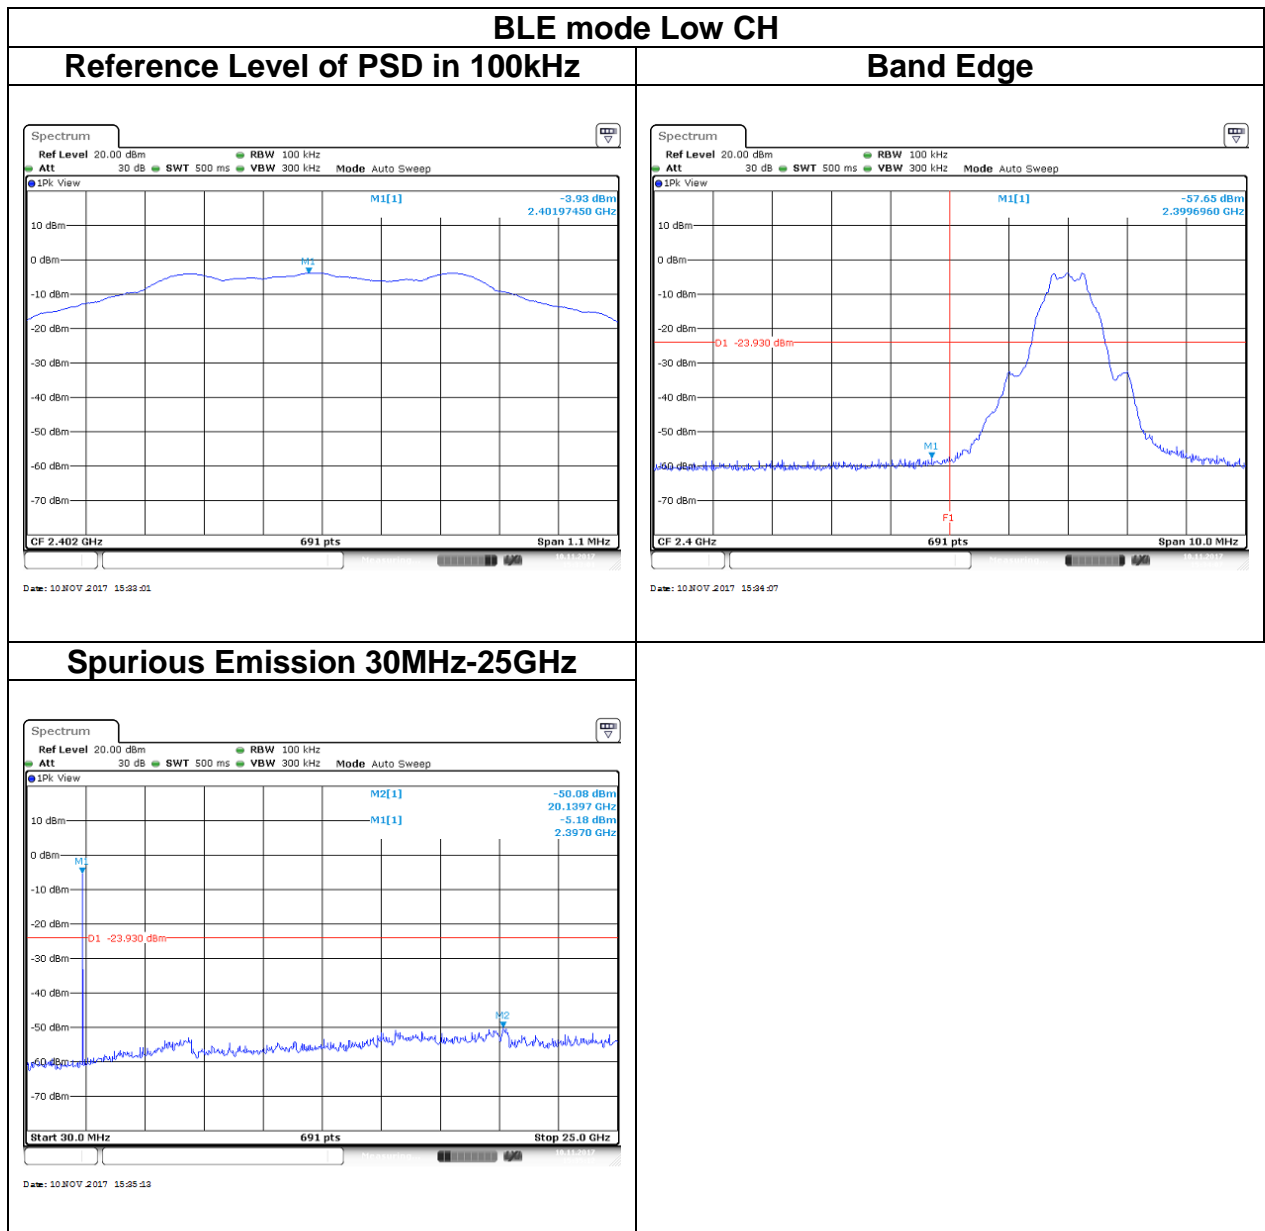 BLE mode Low CH
Reference Level of PSD in 100kHz
Band Edge
Spectrum
Ref Level 20.00 dBm RBW 100 kHz
Att 30 dB SWT 500 ms VBW 300 kHz Mode Auto Sweep
1Pk View
M1[1] -3.93 dBm
2.40197450 GHz
10 dBm
0 dBm
M1
-10 dBm
-20 dBm
-30 dBm
-40 dBm
-50 dBm
-60 dBm
-70 dBm
CF 2.402 GHz 691 pts Span 1.1 MHz
Date: 10.NOV.2017 15:33:01
Spectrum
Ref Level 20.00 dBm RBW 100 kHz
Att 30 dB SWT 500 ms VBW 300 kHz Mode Auto Sweep
1Pk View
M1[1] -57.65 dBm
2.3996960 GHz
10 dBm
0 dBm
-10 dBm
-20 dBm
D1 -23.930 dBm
-30 dBm
-40 dBm
-50 dBm
M1
-60 dBm
-70 dBm
F1
CF 2.4 GHz 691 pts Span 10.0 MHz
Date: 10.NOV.2017 15:34:07
Spurious Emission 30MHz-25GHz
Spectrum
Ref Level 20.00 dBm RBW 100 kHz
Att 30 dB SWT 500 ms VBW 300 kHz Mode Auto Sweep
1Pk View
M2[1] -50.08 dBm
20.1397 GHz
10 dBm M1[1] -5.18 dBm
2.3970 GHz
0 dBm
M1
-10 dBm
-20 dBm
D1 -23.930 dBm
-30 dBm
-40 dBm
-50 dBm
M2
-60 dBm
-70 dBm
Start 30.0 MHz 691 pts Stop 25.0 GHz
Date: 10.NOV.2017 15:35:13